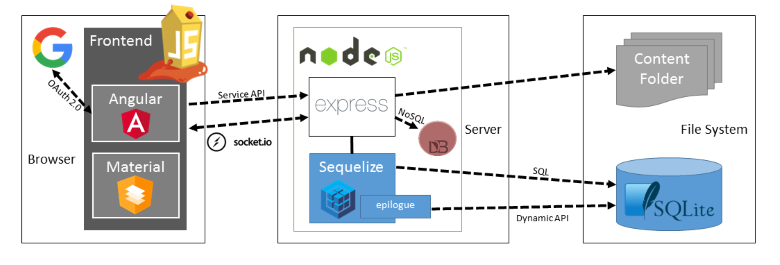 Frontend
JS
OAuth 2.0
Angular
A
Material
Browser
Service API
socket.io
node
JS
express
NoSQL
DB
Server
Sequelize
epilogue
SQL
Dynamic API
Content
Folder
File System
SQLite